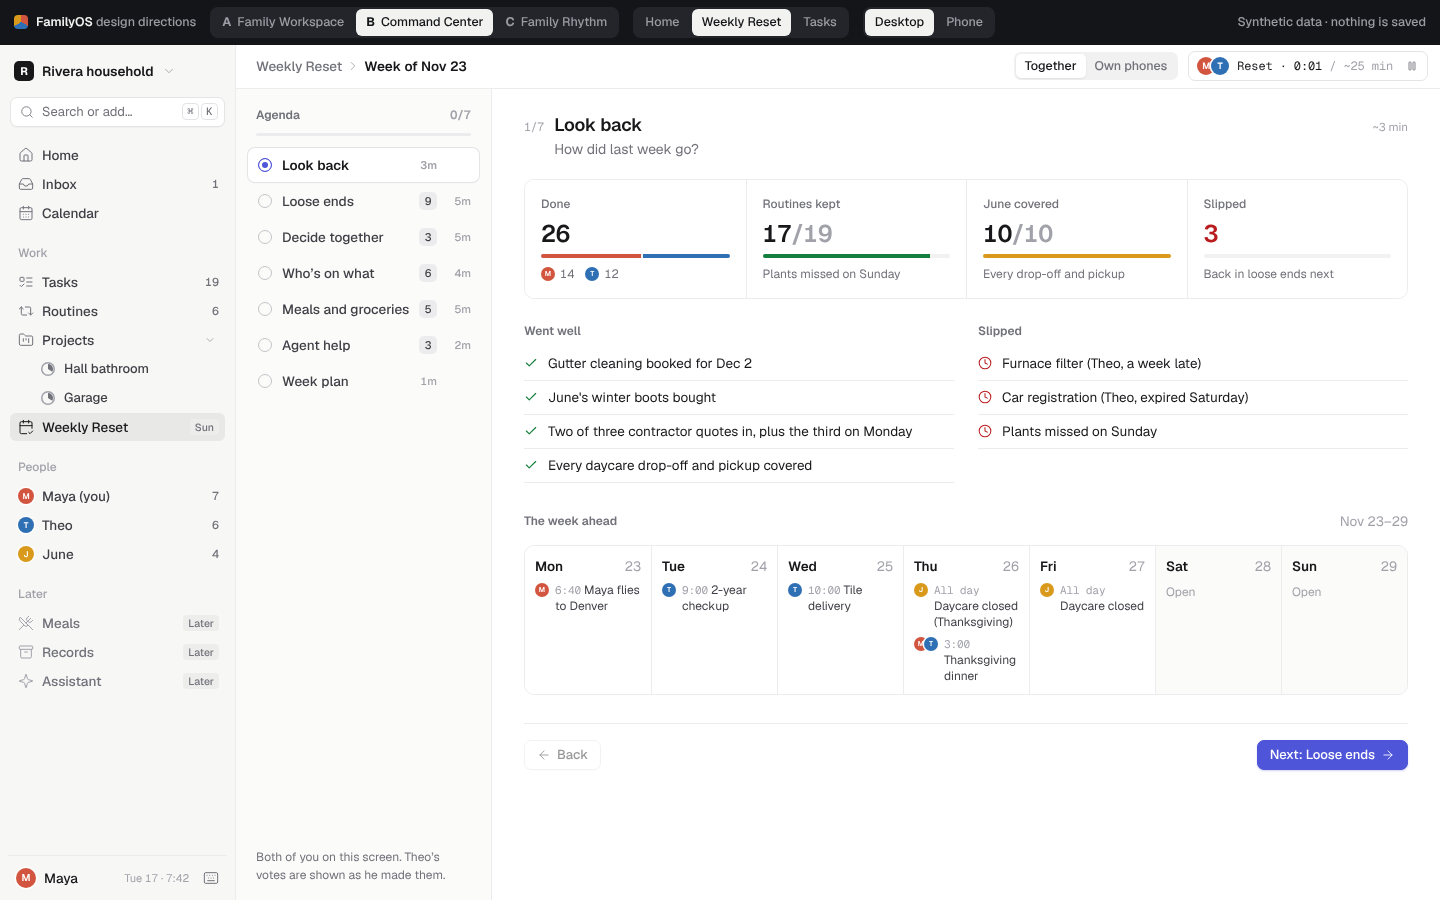 FamilyOS design directions
A Family Workspace
B Command Center
C Family Rhythm
Home
Weekly Reset
Tasks
Desktop
Phone
Synthetic data · nothing is saved
R Rivera household
Search or add... ⌘ K
Home
Inbox 1
Calendar
Work
Tasks 19
Routines 6
Projects
Hall bathroom
Garage
Weekly Reset Sun
People
M Maya (you) 7
T Theo 6
J June 4
Later
Meals Later
Records Later
Assistant Later
M Maya Tue 17 · 7:42
Weekly Reset > Week of Nov 23
Together
Own phones
M T Reset · 0:01 / ~25 min
Agenda 0/7
Look back 3m
Loose ends 9 5m
Decide together 3 5m
Who's on what 6 4m
Meals and groceries 5 5m
Agent help 3 2m
Week plan 1m
Both of you on this screen. Theo's
votes are shown as he made them.
1/7 Look back ~3 min
How did last week go?
Done
26
M 14 T 12
Routines kept
17/19
Plants missed on Sunday
June covered
10/10
Every drop-off and pickup
Slipped
3
Back in loose ends next
Went well
Gutter cleaning booked for Dec 2
June's winter boots bought
Two of three contractor quotes in, plus the third on Monday
Every daycare drop-off and pickup covered
Slipped
Furnace filter (Theo, a week late)
Car registration (Theo, expired Saturday)
Plants missed on Sunday
The week ahead Nov 23–29
Mon 23
M 6:40 Maya flies
to Denver
Tue 24
T 9:00 2-year
checkup
Wed 25
T 10:00 Tile
delivery
Thu 26
J All day
Daycare closed
(Thanksgiving)
M T 3:00
Thanksgiving
dinner
Fri 27
J All day
Daycare closed
Sat 28
Open
Sun 29
Open
← Back
Next: Loose ends →